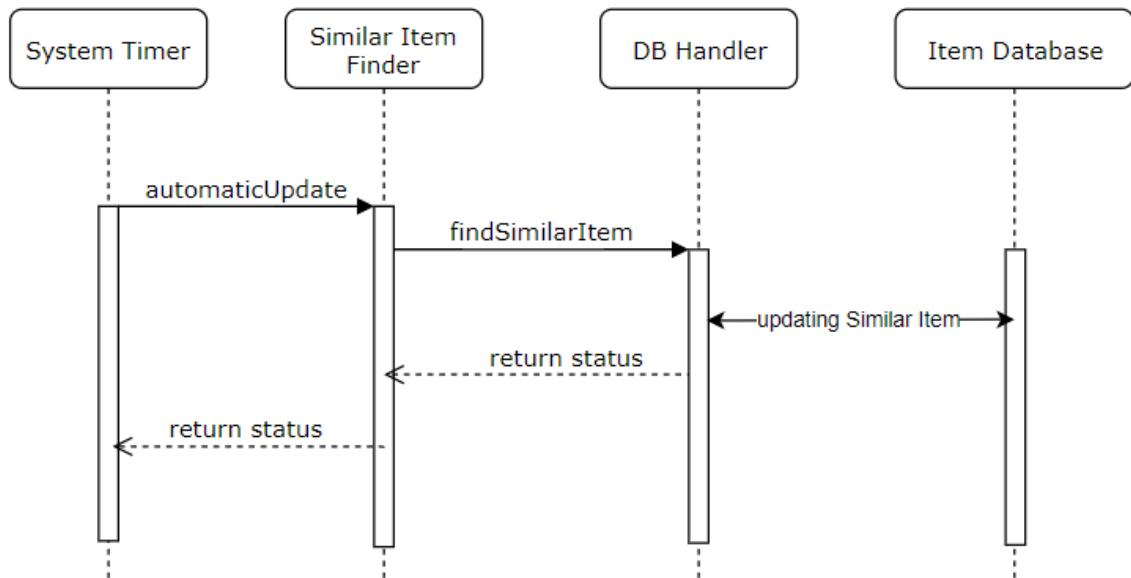 System Timer
Similar Item
Finder
DB Handler
Item Database
automaticUpdate
findSimilarItem
updating Similar Item
return status
return status